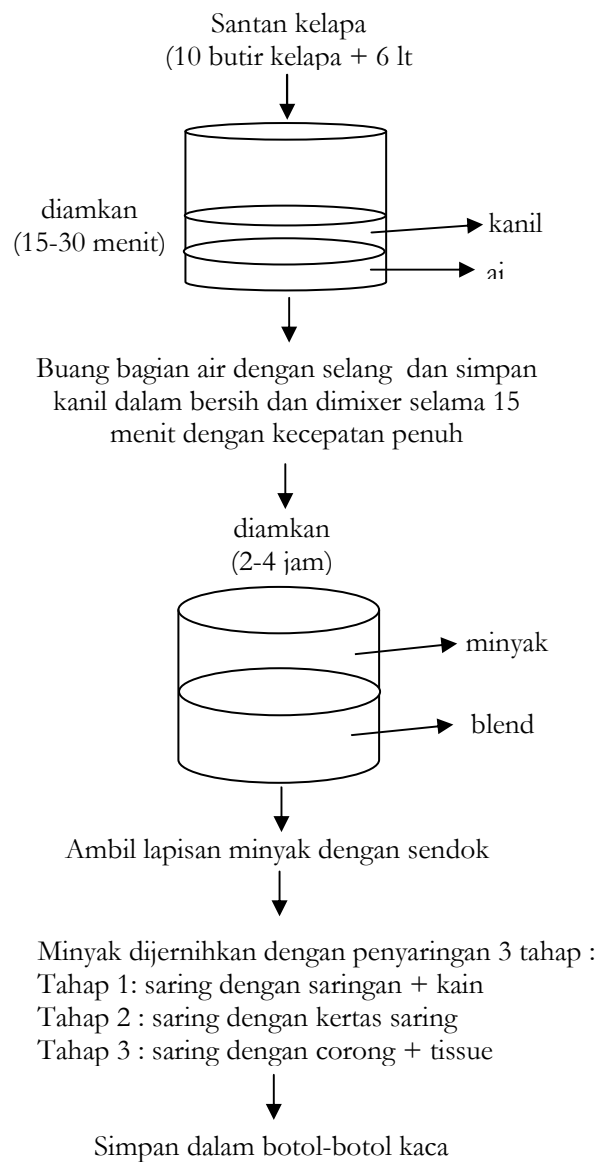 Santan kelapa
(10 butir kelapa + 6 lt
diamkan
(15-30 menit)
kanil
ai
Buang bagian air dengan selang dan simpan
kanil dalam bersih dan dimixer selama 15
menit dengan kecepatan penuh
diamkan
(2-4 jam)
minyak
blend
Ambil lapisan minyak dengan sendok
Minyak dijernihkan dengan penyaringan 3 tahap :
Tahap 1: saring dengan saringan + kain
Tahap 2 : saring dengan kertas saring
Tahap 3 : saring dengan corong + tissue
Simpan dalam botol-botol kaca